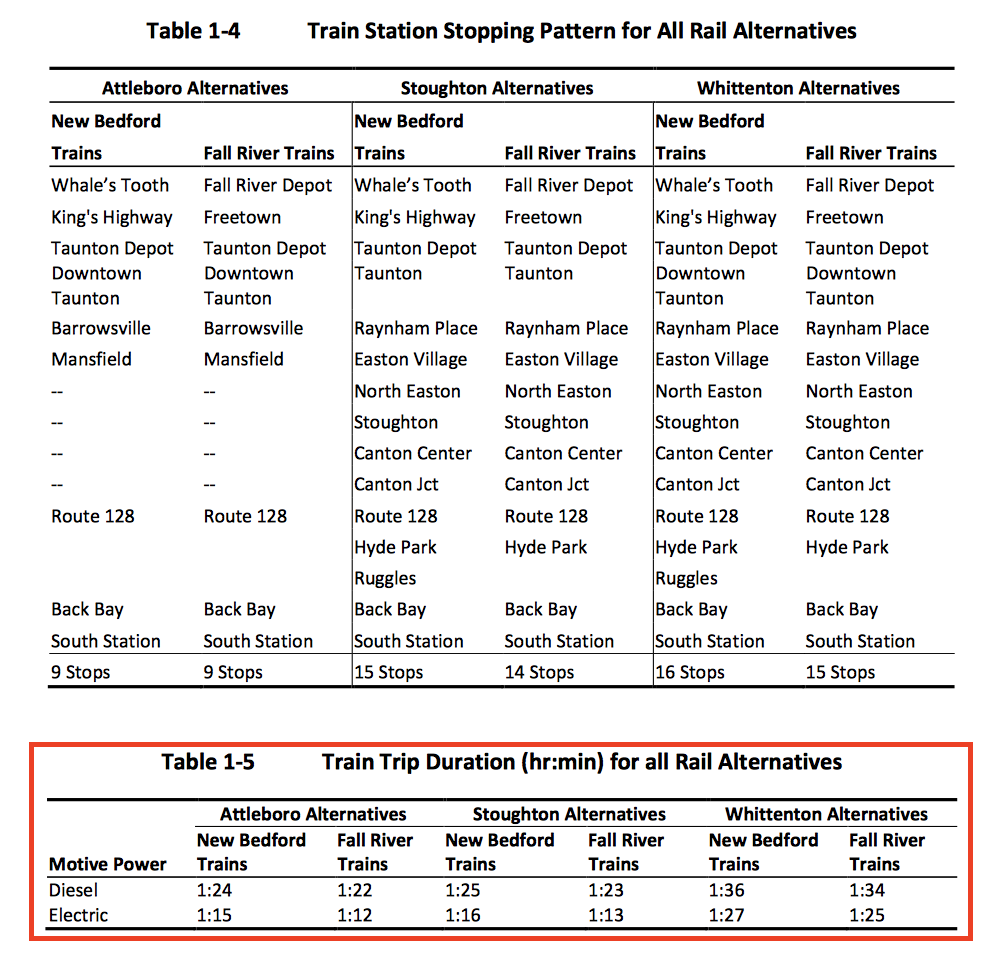 Table 1-4 Train Station Stopping Pattern for All Rail Alternatives
Attleboro Alternatives Stoughton Alternatives Whittenton Alternatives
New Bedford New Bedford New Bedford
Trains Fall River Trains Trains Fall River Trains Trains Fall River Trains
Whale’s Tooth Fall River Depot Whale’s Tooth Fall River Depot Whale’s Tooth Fall River Depot
King's Highway Freetown King's Highway Freetown King's Highway Freetown
Taunton Depot Taunton Depot Taunton Depot Taunton Depot Taunton Depot Taunton Depot
Downtown Downtown Taunton Taunton Downtown Downtown
Taunton Taunton Taunton Taunton
Barrowsville Barrowsville Raynham Place Raynham Place Raynham Place Raynham Place
Mansfield Mansfield Easton Village Easton Village Easton Village Easton Village
-- -- North Easton North Easton North Easton North Easton
-- -- Stoughton Stoughton Stoughton Stoughton
-- -- Canton Center Canton Center Canton Center Canton Center
-- -- Canton Jct Canton Jct Canton Jct Canton Jct
Route 128 Route 128 Route 128 Route 128 Route 128 Route 128
Hyde Park Hyde Park Hyde Park Hyde Park
Ruggles Ruggles
Back Bay Back Bay Back Bay Back Bay Back Bay Back Bay
South Station South Station South Station South Station South Station South Station
9 Stops 9 Stops 15 Stops 14 Stops 16 Stops 15 Stops
Table 1-5 Train Trip Duration (hr:min) for all Rail Alternatives
Attleboro Alternatives Stoughton Alternatives Whittenton Alternatives
New Bedford Fall River New Bedford Fall River New Bedford Fall River
Motive Power Trains Trains Trains Trains Trains Trains
Diesel 1:24 1:22 1:25 1:23 1:36 1:34
Electric 1:15 1:12 1:16 1:13 1:27 1:25